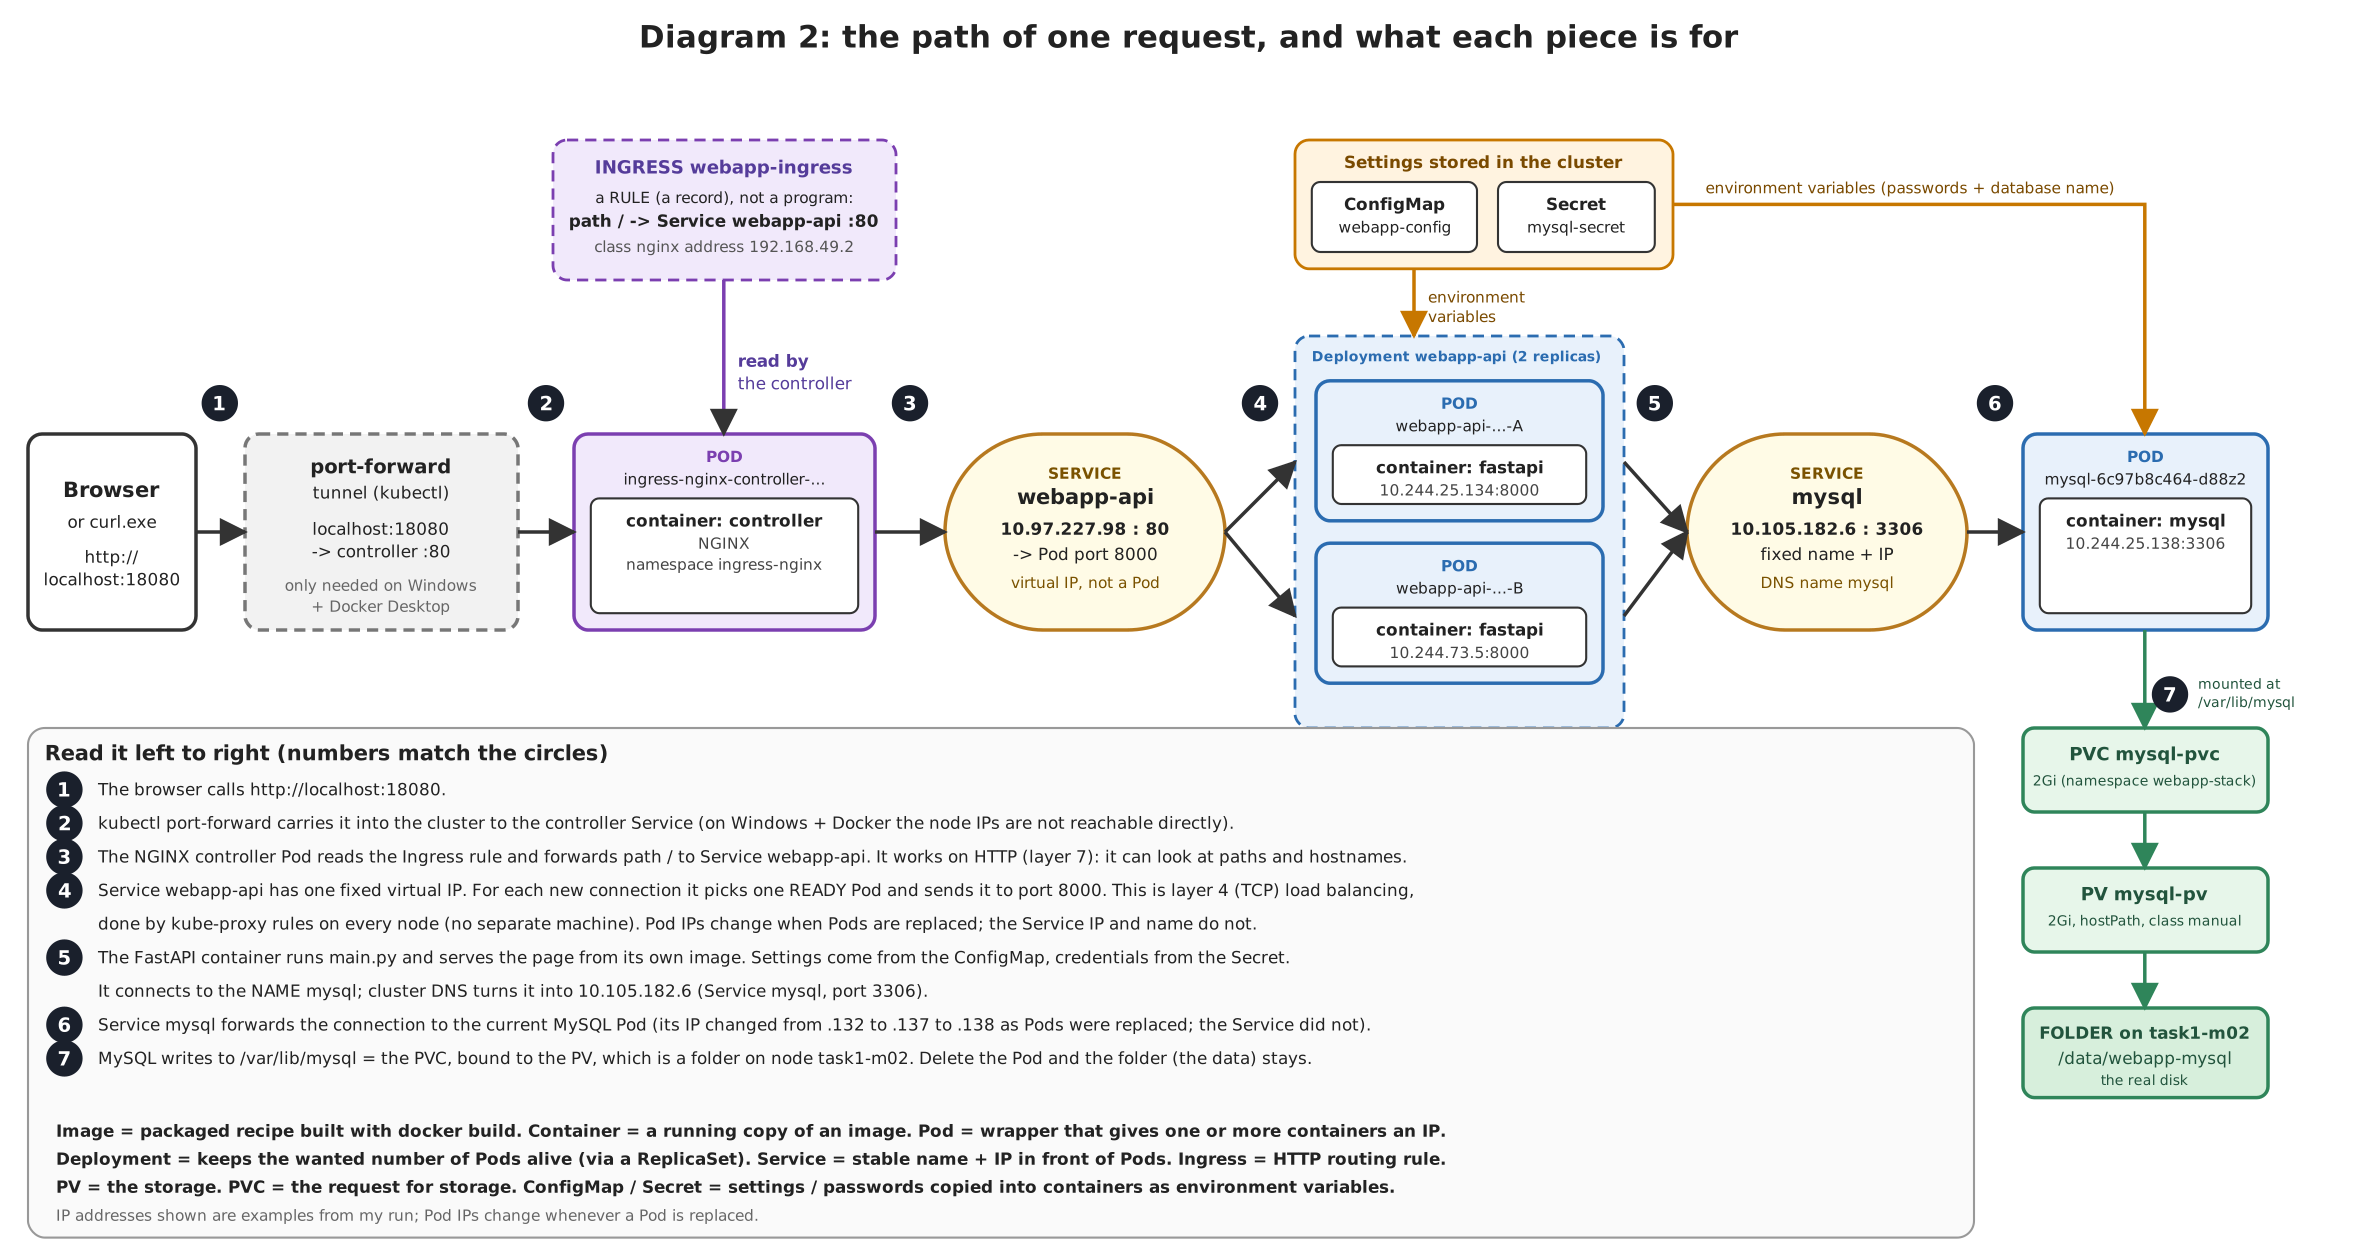 Diagram 2: the path of one request, and what each piece is for
INGRESS webapp-ingress
a RULE (a record), not a program:
path / -> Service webapp-api :80
class nginx address 192.168.49.2
read by
the controller
Settings stored in the cluster
ConfigMap
webapp-config
Secret
mysql-secret
environment variables (passwords + database name)
environment
variables
1
Browser
or curl.exe
http://
localhost:18080
2
port-forward
tunnel (kubectl)
localhost:18080
-> controller :80
only needed on Windows
+ Docker Desktop
3
POD
ingress-nginx-controller-...
container: controller
NGINX
namespace ingress-nginx
SERVICE
webapp-api
10.97.227.98 : 80
-> Pod port 8000
virtual IP, not a Pod
4
Deployment webapp-api (2 replicas)
POD
webapp-api-...-A
container: fastapi
10.244.25.134:8000
POD
webapp-api-...-B
container: fastapi
10.244.73.5:8000
5
SERVICE
mysql
10.105.182.6 : 3306
fixed name + IP
DNS name mysql
6
POD
mysql-6c97b8c464-d88z2
container: mysql
10.244.25.138:3306
7
mounted at
/var/lib/mysql
PVC mysql-pvc
2Gi (namespace webapp-stack)
PV mysql-pv
2Gi, hostPath, class manual
FOLDER on task1-m02
/data/webapp-mysql
the real disk
Read it left to right (numbers match the circles)
1 The browser calls http://localhost:18080.
2 kubectl port-forward carries it into the cluster to the controller Service (on Windows + Docker the node IPs are not reachable directly).
3 The NGINX controller Pod reads the Ingress rule and forwards path / to Service webapp-api. It works on HTTP (layer 7): it can look at paths and hostnames.
4 Service webapp-api has one fixed virtual IP. For each new connection it picks one READY Pod and sends it to port 8000. This is layer 4 (TCP) load balancing,
done by kube-proxy rules on every node (no separate machine). Pod IPs change when Pods are replaced; the Service IP and name do not.
5 The FastAPI container runs main.py and serves the page from its own image. Settings come from the ConfigMap, credentials from the Secret.
It connects to the NAME mysql; cluster DNS turns it into 10.105.182.6 (Service mysql, port 3306).
6 Service mysql forwards the connection to the current MySQL Pod (its IP changed from .132 to .137 to .138 as Pods were replaced; the Service did not).
7 MySQL writes to /var/lib/mysql = the PVC, bound to the PV, which is a folder on node task1-m02. Delete the Pod and the folder (the data) stays.
Image = packaged recipe built with docker build. Container = a running copy of an image. Pod = wrapper that gives one or more containers an IP.
Deployment = keeps the wanted number of Pods alive (via a ReplicaSet). Service = stable name + IP in front of Pods. Ingress = HTTP routing rule.
PV = the storage. PVC = the request for storage. ConfigMap / Secret = settings / passwords copied into containers as environment variables.
IP addresses shown are examples from my run; Pod IPs change whenever a Pod is replaced.